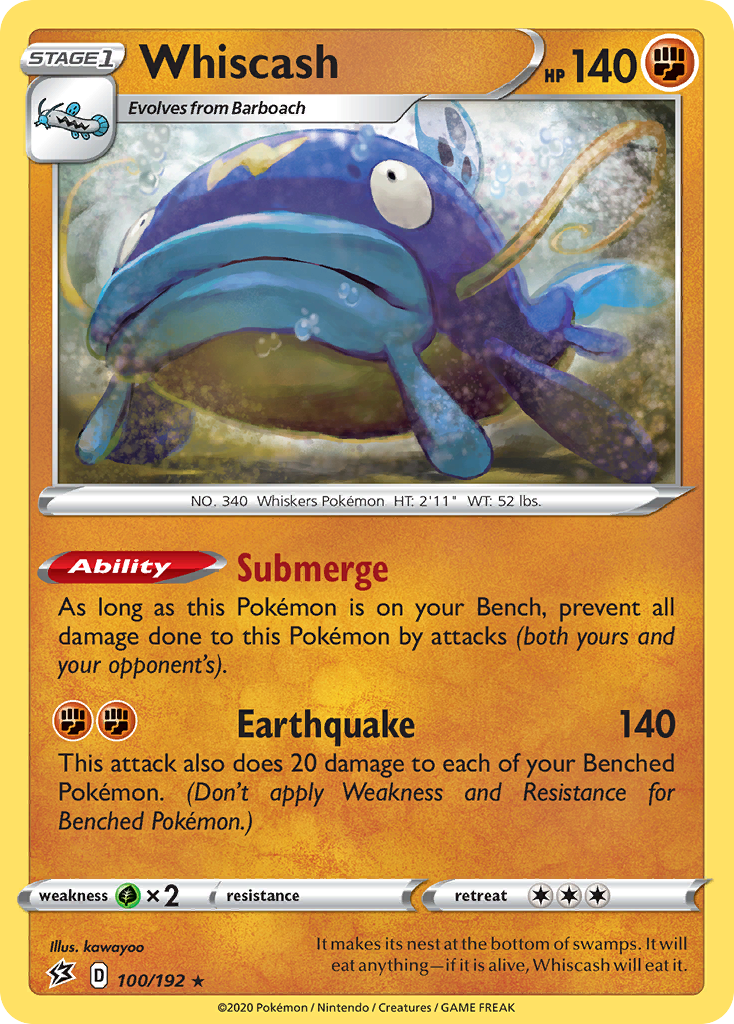 STAGE1
Whiscash
HP 140
Evolves from Barboach
NO. 340 Whiskers Pokémon HT: 2'11" WT: 52 lbs.
Ability Submerge
As long as this Pokémon is on your Bench, prevent all
damage done to this Pokémon by attacks (both yours and
your opponent's).
Earthquake 140
This attack also does 20 damage to each of your Benched
Pokémon. (Don't apply Weakness and Resistance for
Benched Pokémon.)
weakness ×2 resistance retreat
Illus. kawayoo
It makes its nest at the bottom of swamps. It will
eat anything—if it is alive, Whiscash will eat it.
D 100/192 ★
©2020 Pokémon / Nintendo / Creatures / GAME FREAK